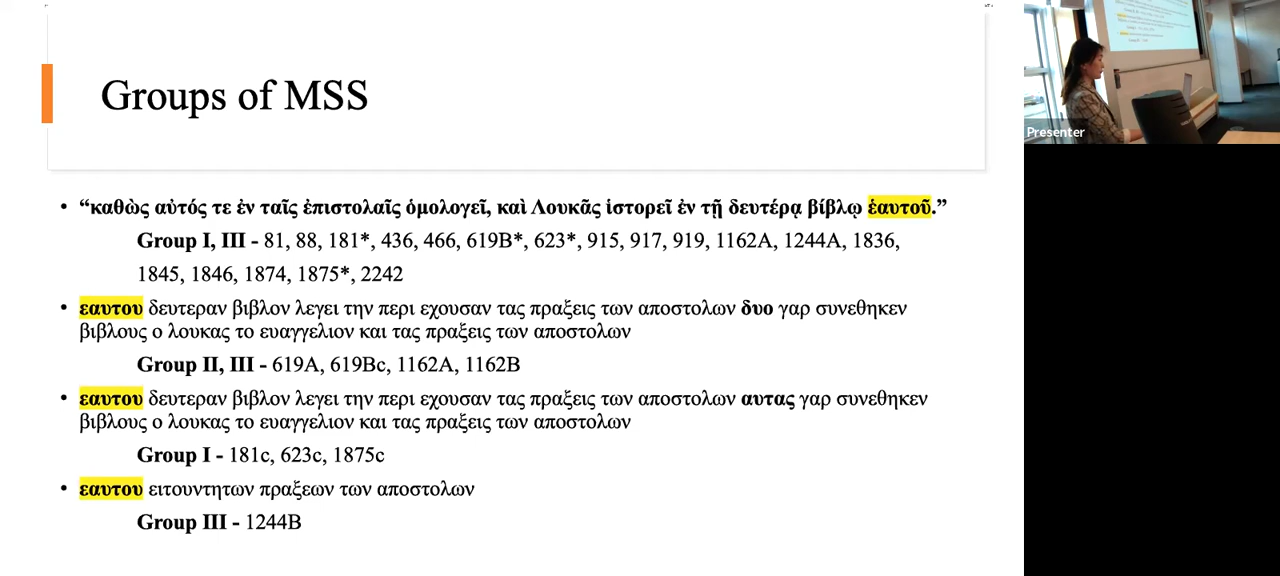 Groups of MSS
• “καθὼς αὐτός τε ἐν ταῖς ἐπιστολαῖς ὁμολογεῖ, καὶ Λουκᾶς ἱστορεῖ ἐν τῇ δευτέρᾳ βίβλῳ ἑαυτοῦ.”
Group I, III - 81, 88, 181*, 436, 466, 619B*, 623*, 915, 917, 919, 1162A, 1244A, 1836,
1845, 1846, 1874, 1875*, 2242
• εαυτου δευτεραν βιβλον λεγει την περι εχουσαν τας πραξεις των αποστολων δυο γαρ συνεθηκεν
βιβλους ο λουκας το ευαγγελιον και τας πραξεις των αποστολων
Group II, III - 619A, 619Bc, 1162A, 1162B
• εαυτου δευτεραν βιβλον λεγει την περι εχουσαν τας πραξεις των αποστολων αυτας γαρ συνεθηκεν
βιβλους ο λουκας το ευαγγελιον και τας πραξεις των αποστολων
Group I - 181c, 623c, 1875c
• εαυτου ειτουντητων πραξεων των αποστολων
Group III - 1244B
Presenter